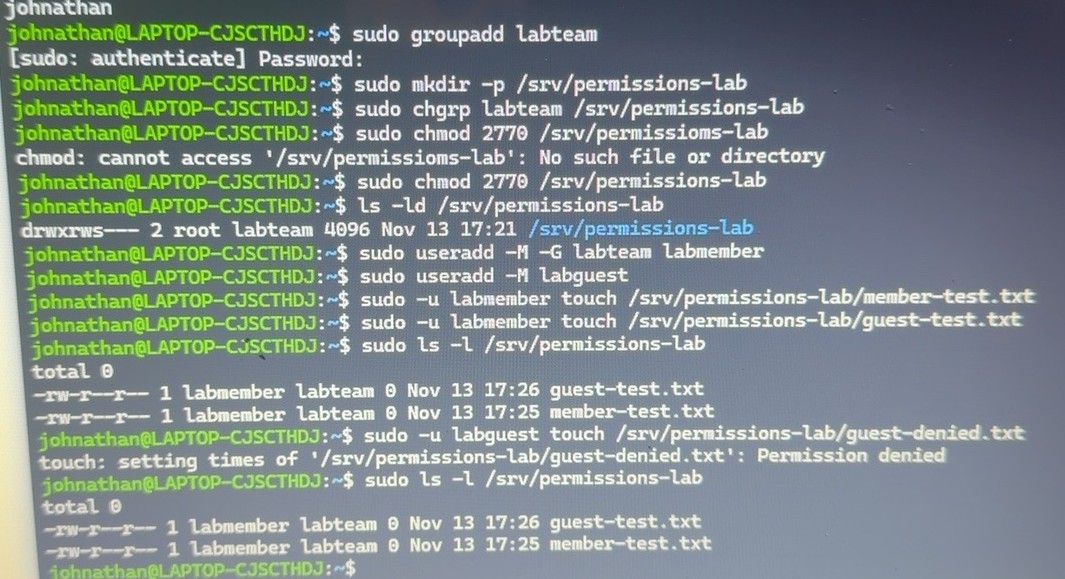 johnathan
johnathan@LAPTOP-CJSCTHDJ:~$ sudo groupadd labteam
[sudo: authenticate] Password:
johnathan@LAPTOP-CJSCTHDJ:~$ sudo mkdir -p /srv/permissions-lab
johnathan@LAPTOP-CJSCTHDJ:~$ sudo chgrp labteam /srv/permissions-lab
johnathan@LAPTOP-CJSCTHDJ:~$ sudo chmod 2770 /srv/permissioms-lab
chmod: cannot access '/srv/permissioms-lab': No such file or directory
johnathan@LAPTOP-CJSCTHDJ:~$ sudo chmod 2770 /srv/permissions-lab
johnathan@LAPTOP-CJSCTHDJ:~$ ls -ld /srv/permissions-lab
drwxrws--- 2 root labteam 4096 Nov 13 17:21 /srv/permissions-lab
johnathan@LAPTOP-CJSCTHDJ:~$ sudo useradd -M -G labteam labmember
johnathan@LAPTOP-CJSCTHDJ:~$ sudo useradd -M labguest
johnathan@LAPTOP-CJSCTHDJ:~$ sudo -u labmember touch /srv/permissions-lab/member-test.txt
johnathan@LAPTOP-CJSCTHDJ:~$ sudo -u labmember touch /srv/permissions-lab/guest-test.txt
johnathan@LAPTOP-CJSCTHDJ:~$ sudo ls -l /srv/permissions-lab
total 0
-rw-r--r-- 1 labmember labteam 0 Nov 13 17:26 guest-test.txt
-rw-r--r-- 1 labmember labteam 0 Nov 13 17:25 member-test.txt
johnathan@LAPTOP-CJSCTHDJ:~$ sudo -u labguest touch /srv/permissions-lab/guest-denied.txt
touch: setting times of '/srv/permissions-lab/guest-denied.txt': Permission denied
johnathan@LAPTOP-CJSCTHDJ:~$ sudo ls -l /srv/permissions-lab
total 0
-rw-r--r-- 1 labmember labteam 0 Nov 13 17:26 guest-test.txt
-rw-r--r-- 1 labmember labteam 0 Nov 13 17:25 member-test.txt
johnathan@LAPTOP-CJSCTHDJ:~$